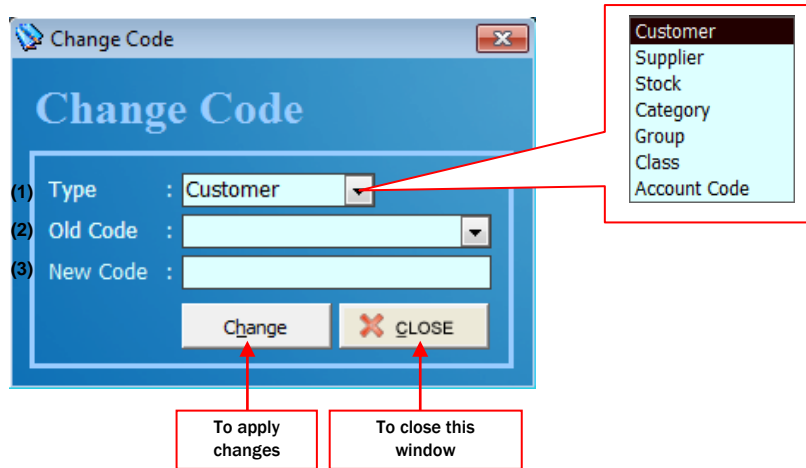 Change Code
Change Code
(1) Type : Customer
(2) Old Code :
(3) New Code :
Change CLOSE
To apply
changes
To close this
window
Customer
Supplier
Stock
Category
Group
Class
Account Code